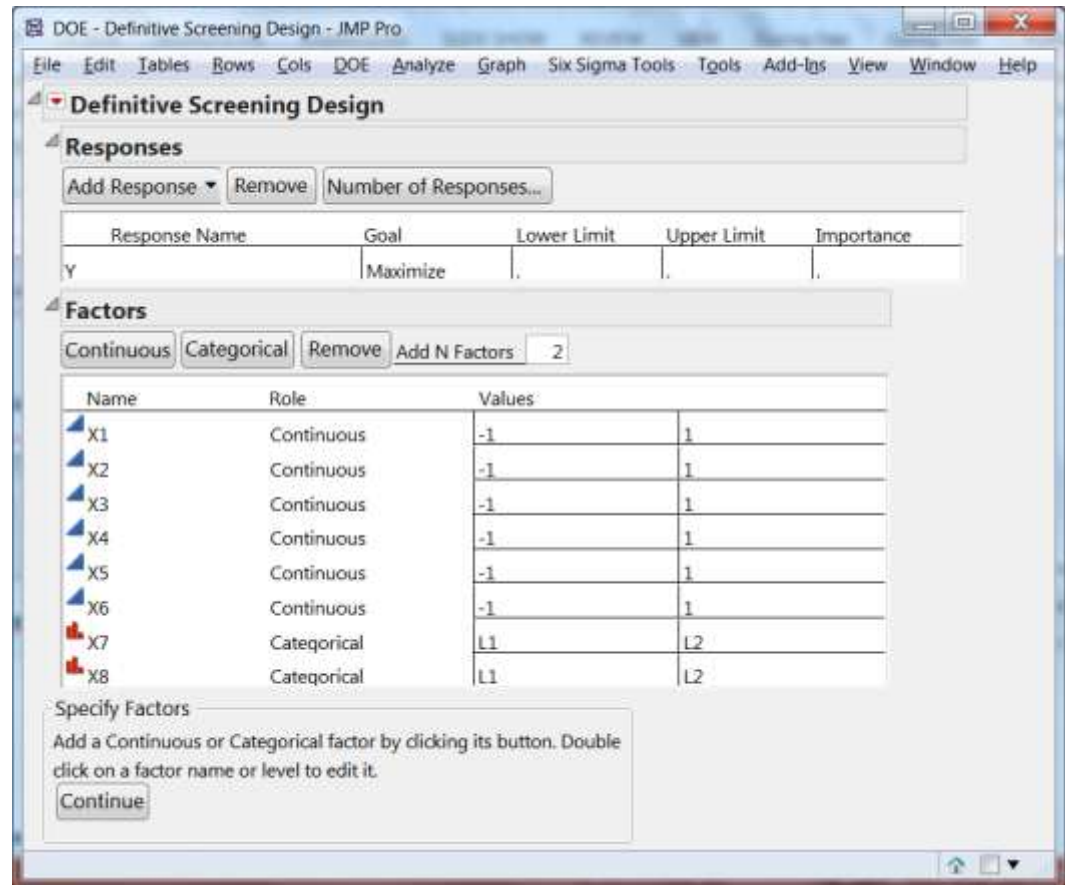 DOE - Definitive Screening Design - JMP Pro
File Edit Tables Rows Cols DOE Analyze Graph Six Sigma Tools Tools Add-Ins View Window Help
Definitive Screening Design
Responses
Add Response Remove Number of Responses...
Response Name Goal Lower Limit Upper Limit Importance
Y Maximize . . .
Factors
Continuous Categorical Remove Add N Factors 2
Name Role Values
X1 Continuous -1 1
X2 Continuous -1 1
X3 Continuous -1 1
X4 Continuous -1 1
X5 Continuous -1 1
X6 Continuous -1 1
X7 Categorical L1 L2
X8 Categorical L1 L2
Specify Factors
Add a Continuous or Categorical factor by clicking its button. Double
click on a factor name or level to edit it.
Continue